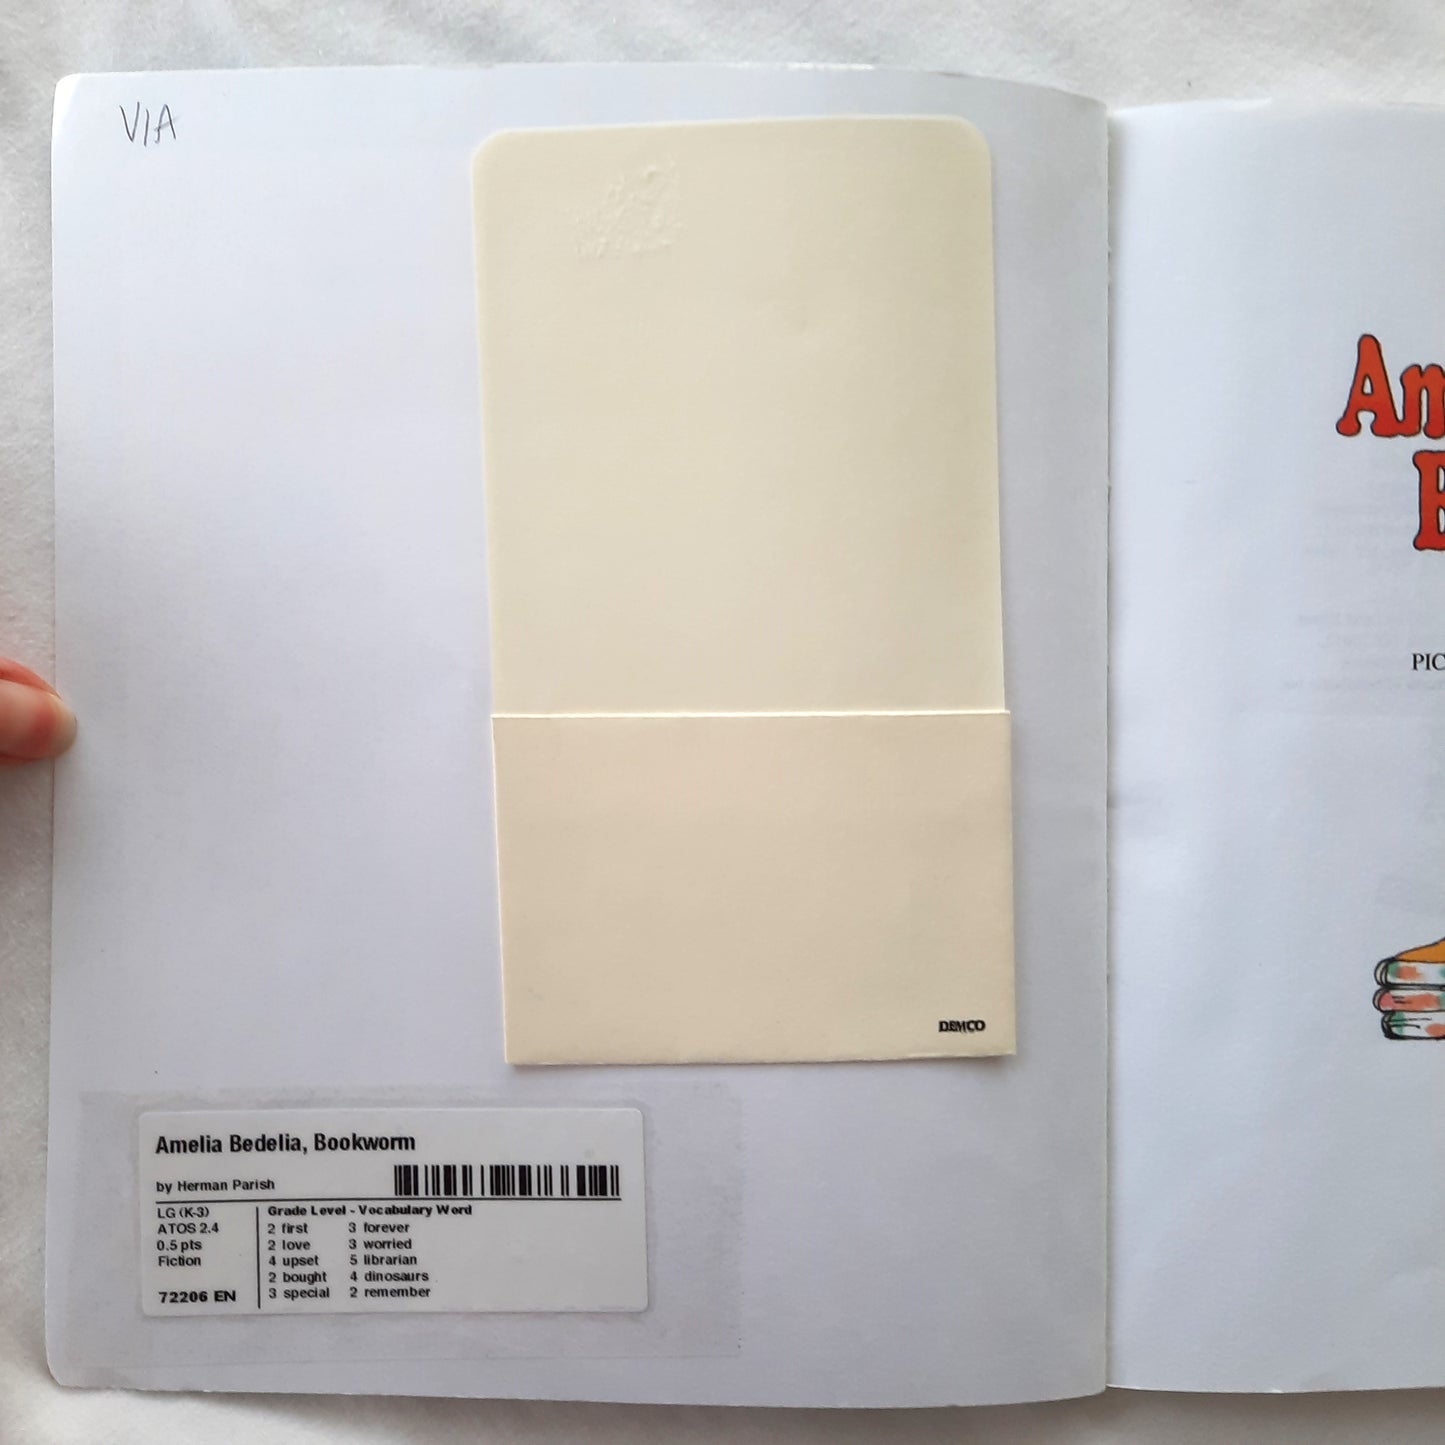 VIA
DEMCO
Amelia Bedelia, Bookworm
by Herman Parish
LG (K-3)
ATOS 2.4
0.5 pts
Fiction
72206 EN
Grade Level - Vocabulary Word
2 first 3 forever
2 love 3 worried
4 upset 5 librarian
2 bought 4 dinosaurs
3 special 2 remember
Am
B
PIC